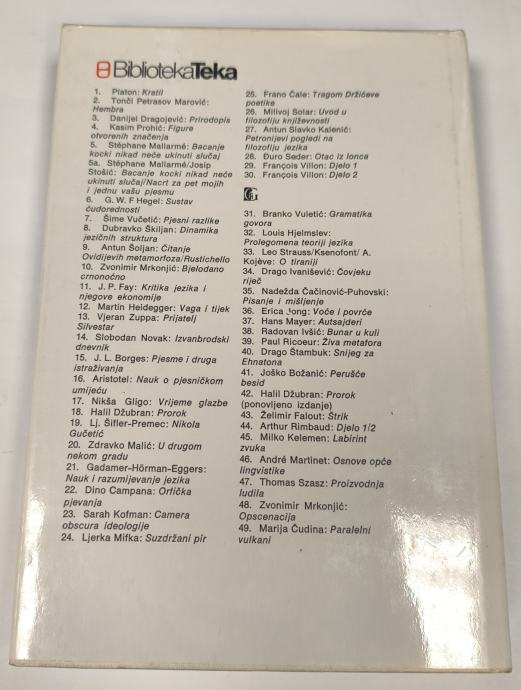 BibliotekaTeka
1. Platon: Kratil
2. Tonči Petrasov Marović:
Hembra
3. Danijel Dragojević: Prirodopis
4. Kasim Prohić: Figure
otvorenih značenja
5. Stéphane Mallarmé: Bacanje
kocki nikad neće ukinuti slučaj
5a. Stéphane Mallarmé/Josip
Stošić: Bacanje kocki nikad neće
ukinuti slučaj/Nacrt za pet mojih
i jednu vašu pjesmu
6. G. W. F Hegel: Sustav
ćudorednosti
7. Šime Vučetić: Pjesni razlike
8. Dubravko Škiljan: Dinamika
jezičnih struktura
9. Antun Šoljan: Čitanje
Ovidijevih metamorfoza/Rustichello
10. Zvonimir Mrkonjić: Bjelodano
crnonoćno
11. J. P. Fay: Kritika jezika i
njegove ekonomije
12. Martin Heidegger: Vaga i tijek
13. Vjeran Zuppa: Prijatelj
Silvestar
14. Slobodan Novak: Izvanbrodski
dnevnik
15. J. L. Borges: Pjesme i druga
istraživanja
16. Aristotel: Nauk o pjesničkom
umijeću
17. Nikša Gligo: Vrijeme glazbe
18. Halil Džubran: Prorok
19. Lj. Šifler-Premec: Nikola
Gučetić
20. Zdravko Malić: U drugom
nekom gradu
21. Gadamer-Hörman-Eggers:
Nauk i razumijevanje jezika
22. Dino Campana: Orfička
pjevanja
23. Sarah Kofman: Camera
obscura ideologije
24. Ljerka Mifka: Suzdržani pir
25. Frano Čale: Tragom Držićeve
poetike
26. Milivoj Solar: Uvod u
filozofiju književnosti
27. Antun Slavko Kalenić:
Petronijevi pogledi na
filozofiju jezika
28. Đuro Seder: Otac iz lonca
29. François Villon: Djelo 1
30. François Villon: Djelo 2
31. Branko Vuletić: Gramatika
govora
32. Louis Hjelmslev:
Prolegomena teoriji jezika
33. Leo Strauss/Ksenofont/ A.
Kojève: O tiraniji
34. Drago Ivanišević: Čovjeku
riječ
35. Nadežda Čačinović-Puhovski:
Pisanje i mišljenje
36. Erica Jong: Voće i povrće
37. Hans Mayer: Autsajderi
38. Radovan Ivšić: Bunar u kuli
39. Paul Ricoeur: Živa metafora
40. Drago Štambuk: Snijeg za
Ehnatona
41. Joško Božanić: Perušće
besid
42. Halil Džubran: Prorok
(ponovljeno izdanje)
43. Želimir Falout: Štrik
44. Arthur Rimbaud: Djelo 1/2
45. Milko Kelemen: Labirint
zvuka
46. André Martinet: Osnove opće
lingvistike
47. Thomas Szasz: Proizvodnja
ludila
48. Zvonimir Mrkonjić:
Opscenacija
49. Marija Čudina: Paralelni
vulkani